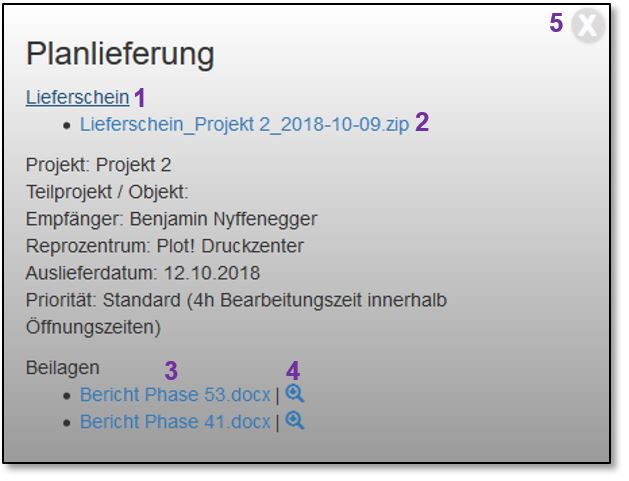 5 X
Planlieferung
Lieferschein 1
• Lieferschein_Projekt 2_2018-10-09.zip 2
Projekt: Projekt 2
Teilprojekt / Objekt:
Empfänger: Benjamin Nyffenegger
Reprozentrum: Plot! Druckzenter
Auslieferdatum: 12.10.2018
Priorität: Standard (4h Bearbeitungszeit innerhalb
Öffnungszeiten)
Beilagen 3 4
• Bericht Phase 53.docx |
• Bericht Phase 41.docx |